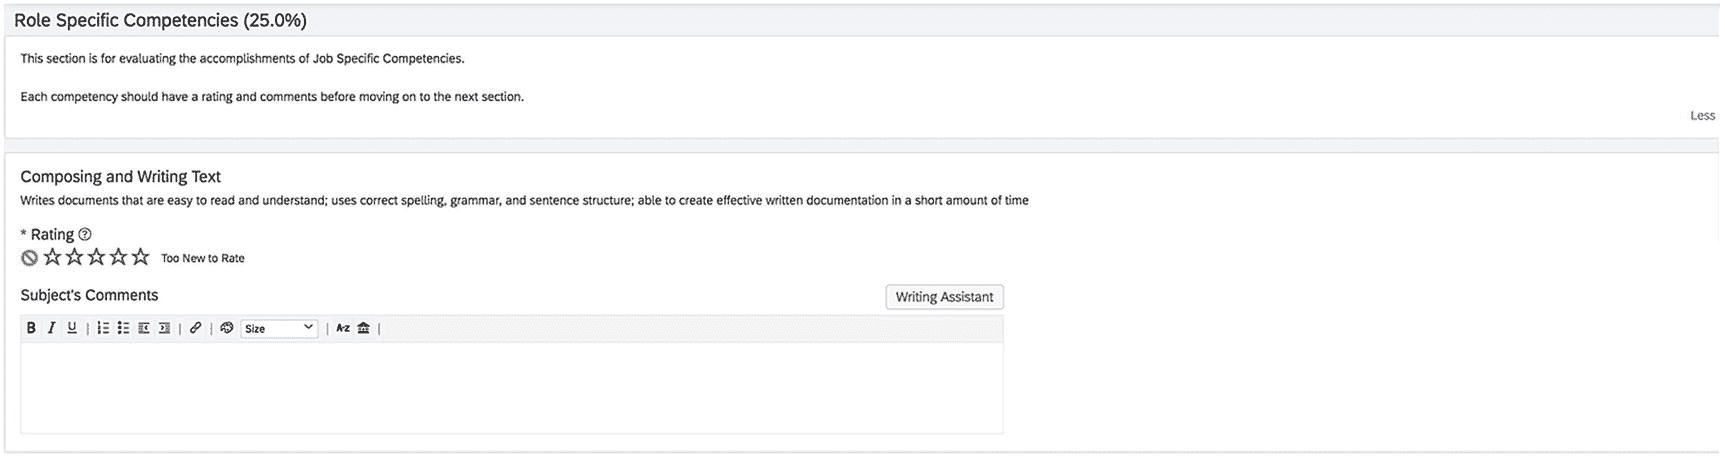 Role Specific Competencies (25.0%)
This section is for evaluating the accomplishments of Job Specific Competencies.
Each competency should have a rating and comments before moving on to the next section.
Less
Composing and Writing Text
Writes documents that are easy to read and understand; uses correct spelling, grammar, and sentence structure; able to create effective written documentation in a short amount of time
* Rating ?
Too New to Rate
Subject's Comments
Writing Assistant
B I U | | | Size | A-z |